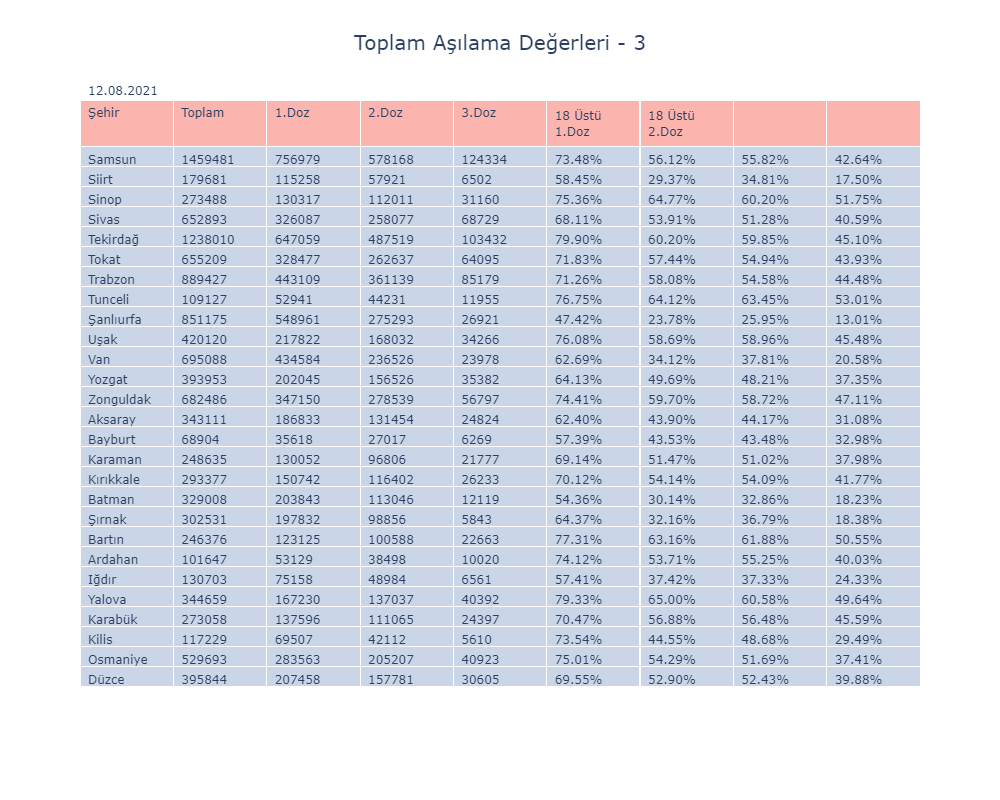 Toplam Aşılama Değerleri - 3
12.08.2021
Şehir Toplam 1.Doz 2.Doz 3.Doz 18 Üstü 1.Doz 18 Üstü 2.Doz
Samsun 1459481 756979 578168 124334 73.48% 56.12% 55.82% 42.64%
Siirt 179681 115258 57921 6502 58.45% 29.37% 34.81% 17.50%
Sinop 273488 130317 112011 31160 75.36% 64.77% 60.20% 51.75%
Sivas 652893 326087 258077 68729 68.11% 53.91% 51.28% 40.59%
Tekirdağ 1238010 647059 487519 103432 79.90% 60.20% 59.85% 45.10%
Tokat 655209 328477 262637 64095 71.83% 57.44% 54.94% 43.93%
Trabzon 889427 443109 361139 85179 71.26% 58.08% 54.58% 44.48%
Tunceli 109127 52941 44231 11955 76.75% 64.12% 63.45% 53.01%
Şanlıurfa 851175 548961 275293 26921 47.42% 23.78% 25.95% 13.01%
Uşak 420120 217822 168032 34266 76.08% 58.69% 58.96% 45.48%
Van 695088 434584 236526 23978 62.69% 34.12% 37.81% 20.58%
Yozgat 393953 202045 156526 35382 64.13% 49.69% 48.21% 37.35%
Zonguldak 682486 347150 278539 56797 74.41% 59.70% 58.72% 47.11%
Aksaray 343111 186833 131454 24824 62.40% 43.90% 44.17% 31.08%
Bayburt 68904 35618 27017 6269 57.39% 43.53% 43.48% 32.98%
Karaman 248635 130052 96806 21777 69.14% 51.47% 51.02% 37.98%
Kırıkkale 293377 150742 116402 26233 70.12% 54.14% 54.09% 41.77%
Batman 329008 203843 113046 12119 54.36% 30.14% 32.86% 18.23%
Şırnak 302531 197832 98856 5843 64.37% 32.16% 36.79% 18.38%
Bartın 246376 123125 100588 22663 77.31% 63.16% 61.88% 50.55%
Ardahan 101647 53129 38498 10020 74.12% 53.71% 55.25% 40.03%
Iğdır 130703 75158 48984 6561 57.41% 37.42% 37.33% 24.33%
Yalova 344659 167230 137037 40392 79.33% 65.00% 60.58% 49.64%
Karabük 273058 137596 111065 24397 70.47% 56.88% 56.48% 45.59%
Kilis 117229 69507 42112 5610 73.54% 44.55% 48.68% 29.49%
Osmaniye 529693 283563 205207 40923 75.01% 54.29% 51.69% 37.41%
Düzce 395844 207458 157781 30605 69.55% 52.90% 52.43% 39.88%